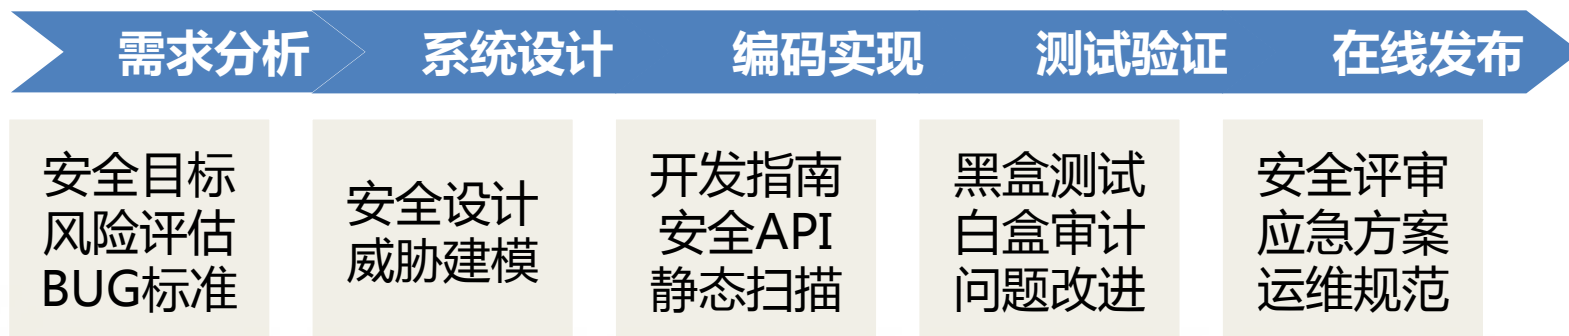 需求分析
系统设计
编码实现
测试验证
在线发布
安全目标
风险评估
BUG标准
安全设计
威胁建模
开发指南
安全API
静态扫描
黑盒测试
白盒审计
问题改进
安全评审
应急方案
运维规范